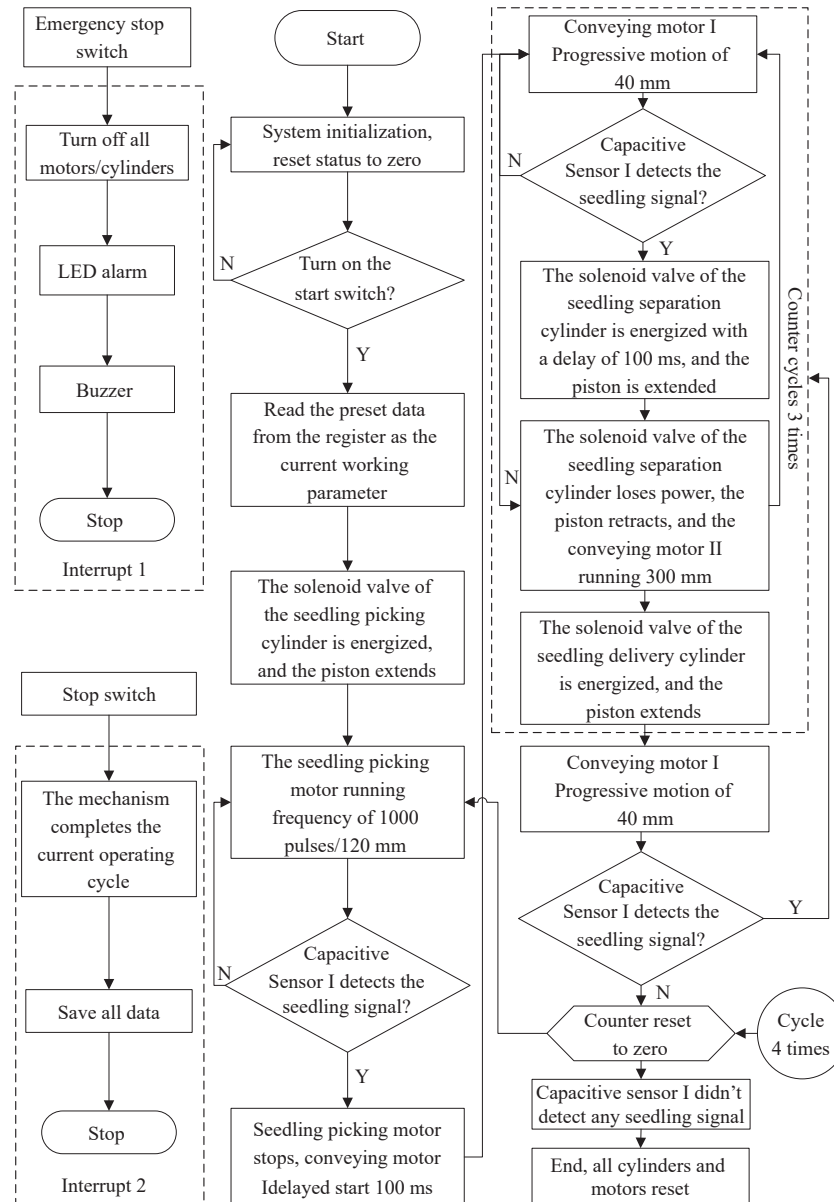 Emergency stop
switch
Turn off all
motors/cylinders
LED alarm
Buzzer
Stop
Interrupt 1
Stop switch
The mechanism
completes the
current operating
cycle
Save all data
Stop
Interrupt 2
Start
System initialization,
reset status to zero
N
Turn on the
start switch?
Y
Read the preset data
from the register as the
current working
parameter
The solenoid valve of
the seedling picking
cylinder is energized,
and the piston extends
The seedling picking
motor running
frequency of 1000
pulses/120 mm
N
Capacitive
Sensor I detects the
seedling signal?
Y
Seedling picking motor
stops, conveying motor
Idelayed start 100 ms
Conveying motor I
Progressive motion of
40 mm
N
Capacitive
Sensor I detects the
seedling signal?
Y
The solenoid valve of the
seedling separation
cylinder is energized with
a delay of 100 ms, and the
piston is extended
N
The solenoid valve of the
seedling separation
cylinder loses power, the
piston retracts, and the
conveying motor II
running 300 mm
The solenoid valve of the
seedling delivery cylinder
is energized, and the
piston extends
Counter cycles 3 times
Conveying motor I
Progressive motion of
40 mm
Capacitive
Sensor I detects the
seedling signal?
Y
N
Counter reset
to zero
Cycle
4 times
Capacitive sensor I didn't
detect any seedling signal
End, all cylinders and
motors reset